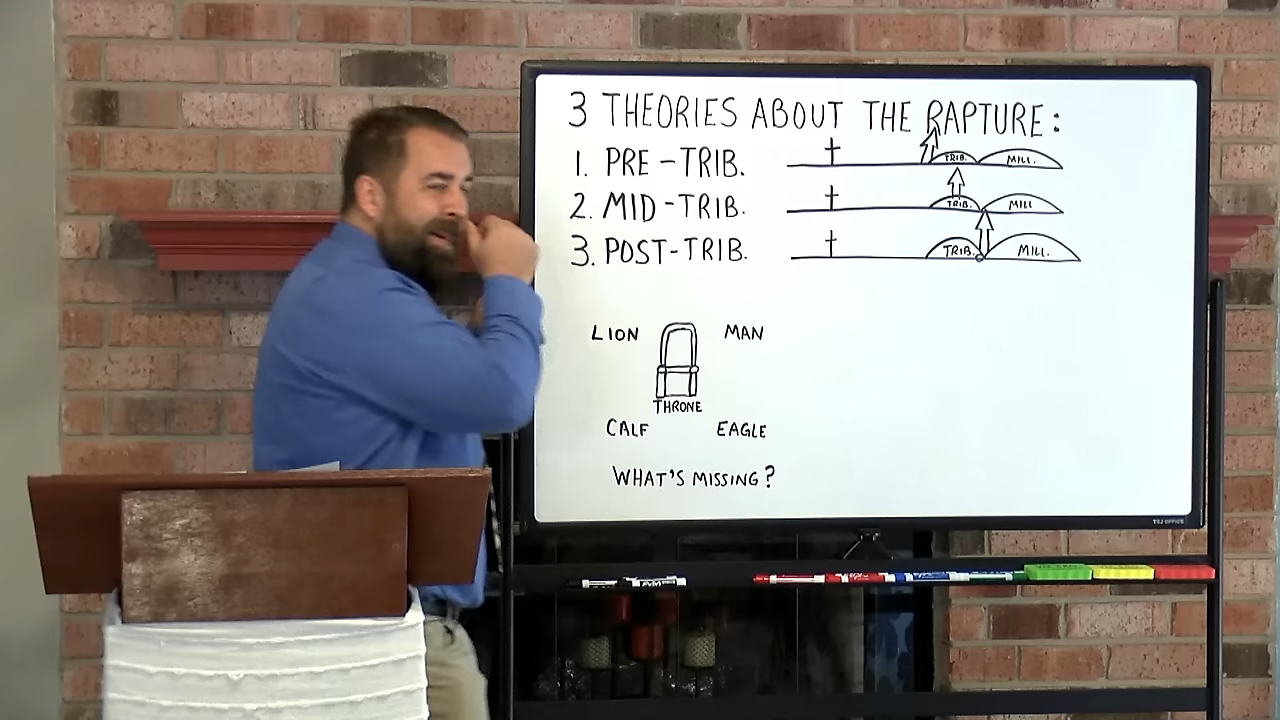 3 THEORIES ABOUT THE RAPTURE:
1. PRE-TRIB. TRIB. MILL.
2. MID-TRIB. TRIB. MILL
3. POST-TRIB. TRIB. MILL.
LION MAN
THRONE
CALF EAGLE
WHAT'S MISSING?